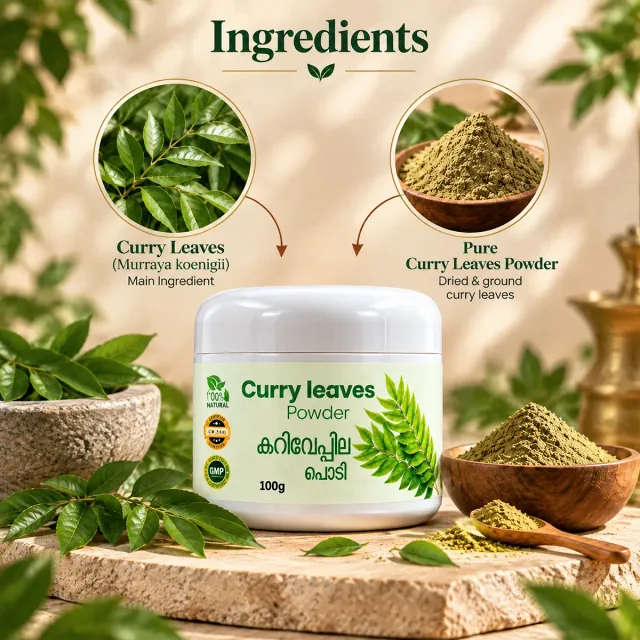 Ingredients
Curry Leaves
(Murraya koenigii)
Main Ingredient
Pure
Curry Leaves Powder
Dried & ground
curry leaves
100%
NATURAL
Curry leaves
Powder
കറിവേപ്പില
പൊടി
GMP
100g